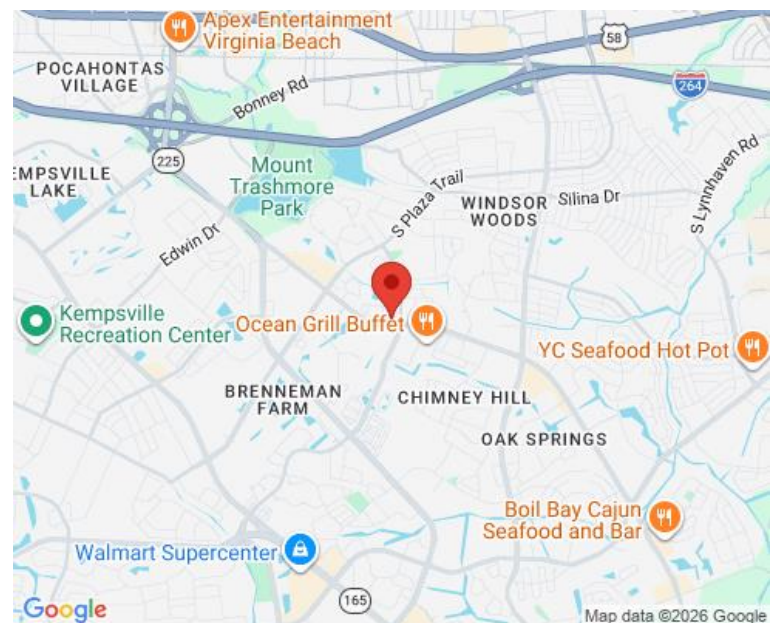 Apex Entertainment
Virginia Beach
58
POCAHONTAS
VILLAGE
Bonney Rd
264
225
EMPSVILLE
LAKE
Mount
Trashmore
Park
S Plaza Trail
WINDSOR
WOODS
Silina Dr
S Lynnhaven Rd
Edwin Dr
Kempsville
Recreation Center
Ocean Grill Buffet
YC Seafood Hot Pot
BRENNEMAN
FARM
CHIMNEY HILL
OAK SPRINGS
Boil Bay Cajun
Seafood and Bar
Walmart Supercenter
165
Google
Map data ©2026 Google